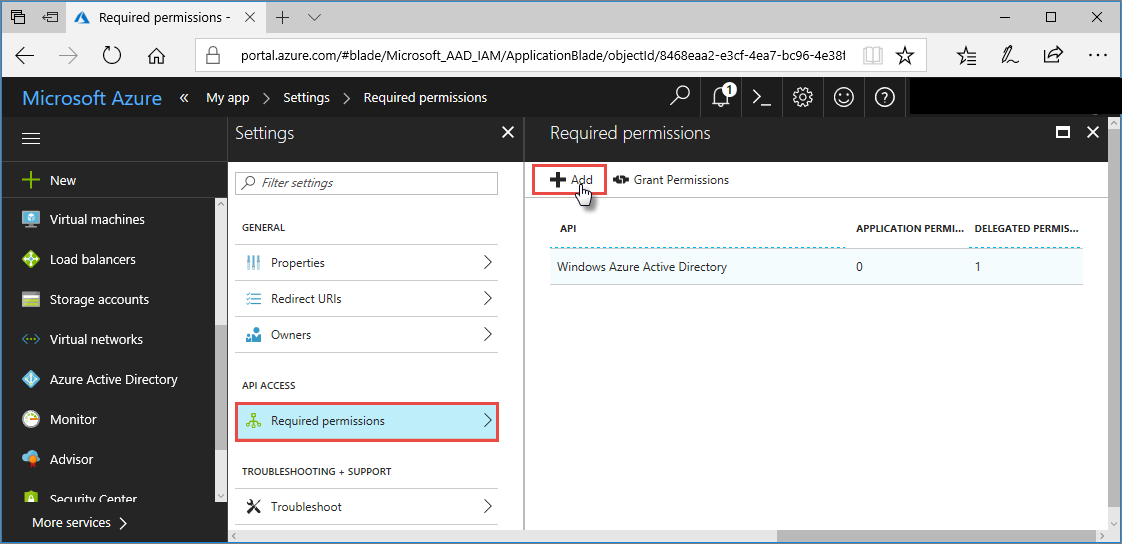 Required permissions -
portal.azure.com/#blade/Microsoft_AAD_IAM/ApplicationBlade/objectId/8468eaa2-e3cf-4ea7-bc96-4e38f
Microsoft Azure « My app > Settings > Required permissions 1
Settings
Required permissions
New
Filter settings
Add
Grant Permissions
Virtual machines
Load balancers
Storage accounts
Virtual networks
Azure Active Directory
Monitor
Advisor
Security Center
More services >
GENERAL
Properties
Redirect URIs
Owners
API ACCESS
Required permissions
TROUBLESHOOTING + SUPPORT
Troubleshoot
API APPLICATION PERMI... DELEGATED PERMIS...
Windows Azure Active Directory 0 1